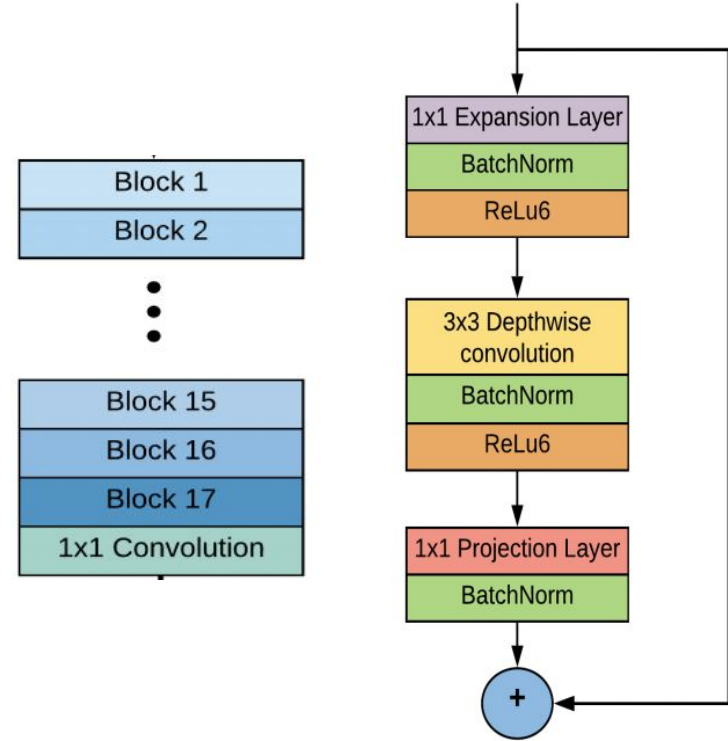 Block 1
Block 2
Block 15
Block 16
Block 17
1x1 Convolution
1x1 Expansion Layer
BatchNorm
ReLu6
3x3 Depthwise
convolution
BatchNorm
ReLu6
1x1 Projection Layer
BatchNorm
+